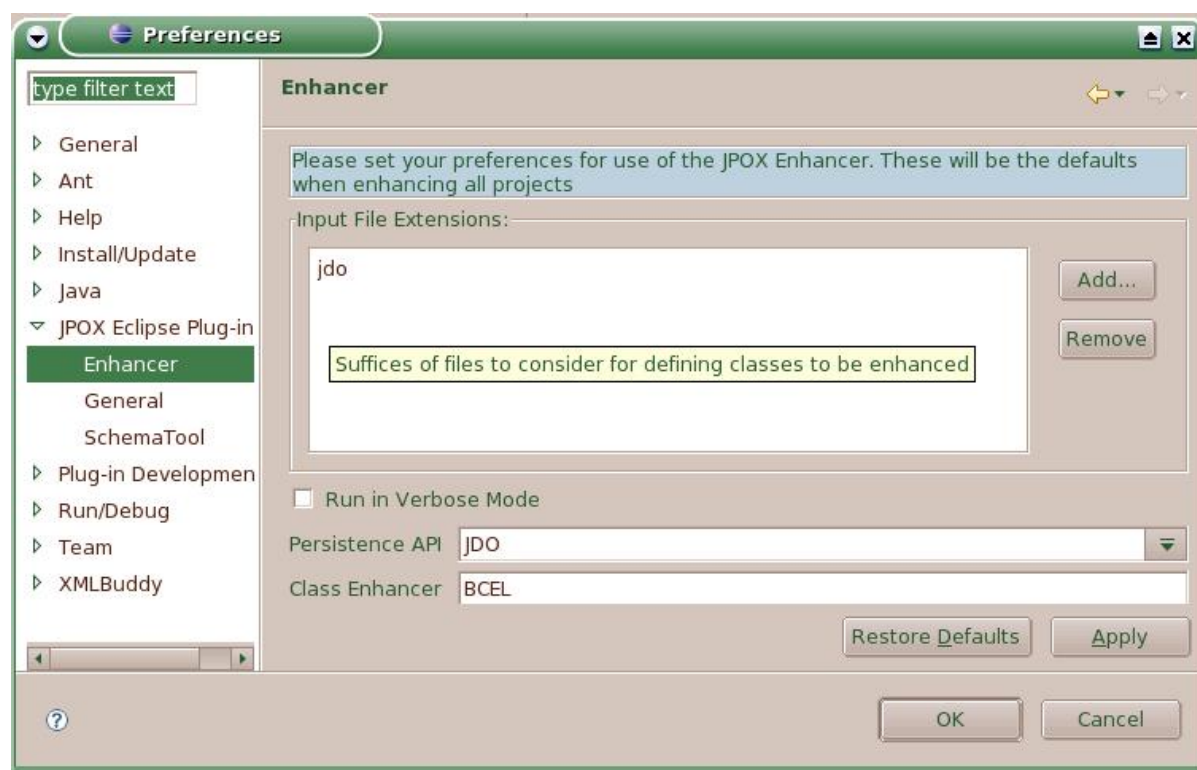 Preferences
type filter text
General
Ant
Help
Install/Update
Java
JPOX Eclipse Plug-in
Enhancer
General
SchemaTool
Plug-in Developmen
Run/Debug
Team
XMLBuddy
Enhancer
Please set your preferences for use of the JPOX Enhancer. These will be the defaults
when enhancing all projects
Input File Extensions:
jdo
Suffices of files to consider for defining classes to be enhanced
Add...
Remove
Run in Verbose Mode
Persistence API JDO
Class Enhancer BCEL
Restore Defaults Apply
? OK Cancel